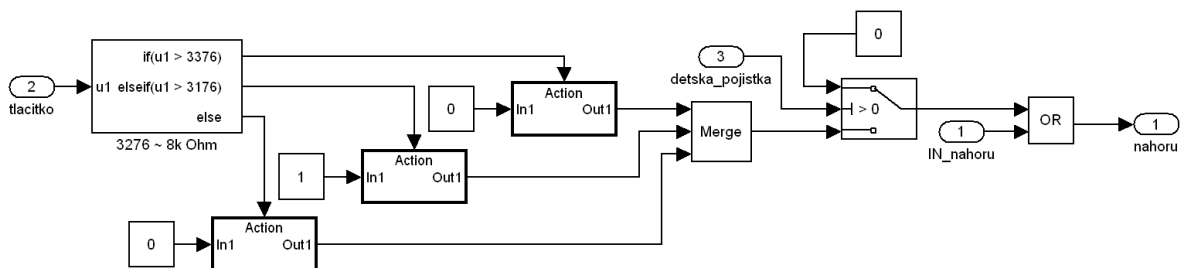 if(u1 > 3376)
2
u1 elseif(u1 > 3176)
tlacitko
else
3276 ~ 8k Ohm
0
Action
In1 Out1
1
Action
In1 Out1
0
Action
In1 Out1
Merge
3
detska_pojistka
0
> 0
1
IN_nahoru
OR
1
nahoru